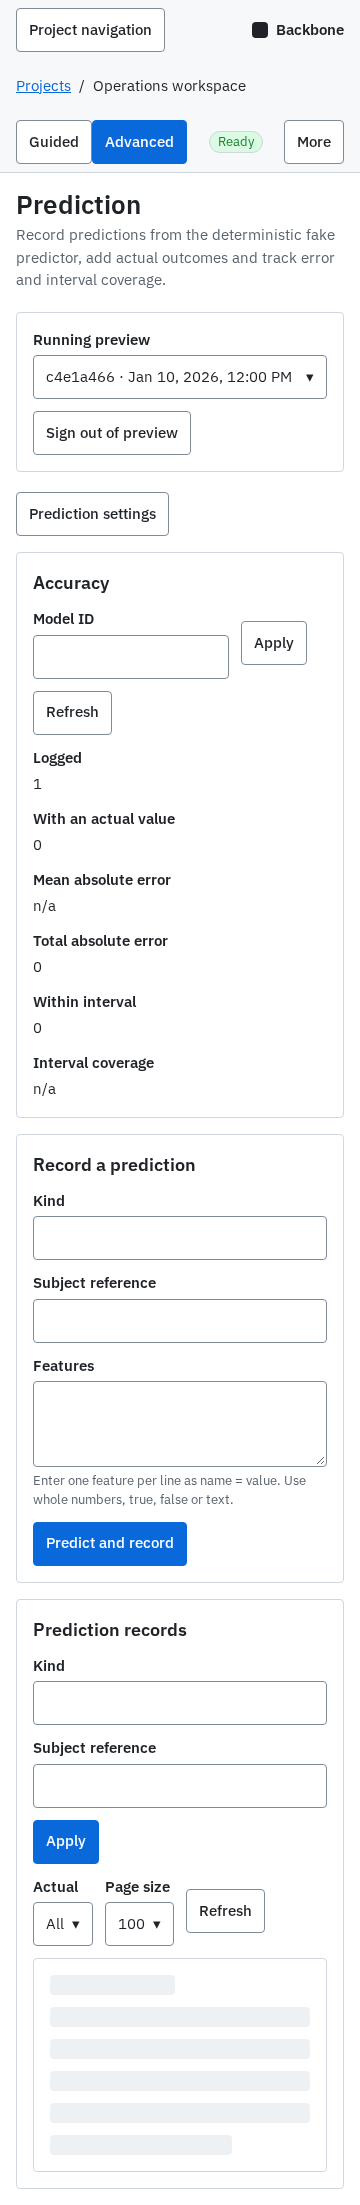 Project navigation
Backbone
Projects / Operations workspace
Guided
Advanced
Ready
More
Prediction
Record predictions from the deterministic fake
predictor, add actual outcomes and track error
and interval coverage.
Running preview
c4e1a466 · Jan 10, 2026, 12:00 PM ▾
Sign out of preview
Prediction settings
Accuracy
Model ID
Apply
Refresh
Logged
1
With an actual value
0
Mean absolute error
n/a
Total absolute error
0
Within interval
0
Interval coverage
n/a
Record a prediction
Kind
Subject reference
Features
Enter one feature per line as name = value. Use
whole numbers, true, false or text.
Predict and record
Prediction records
Kind
Subject reference
Apply
Actual
Page size
All ▾
100 ▾
Refresh